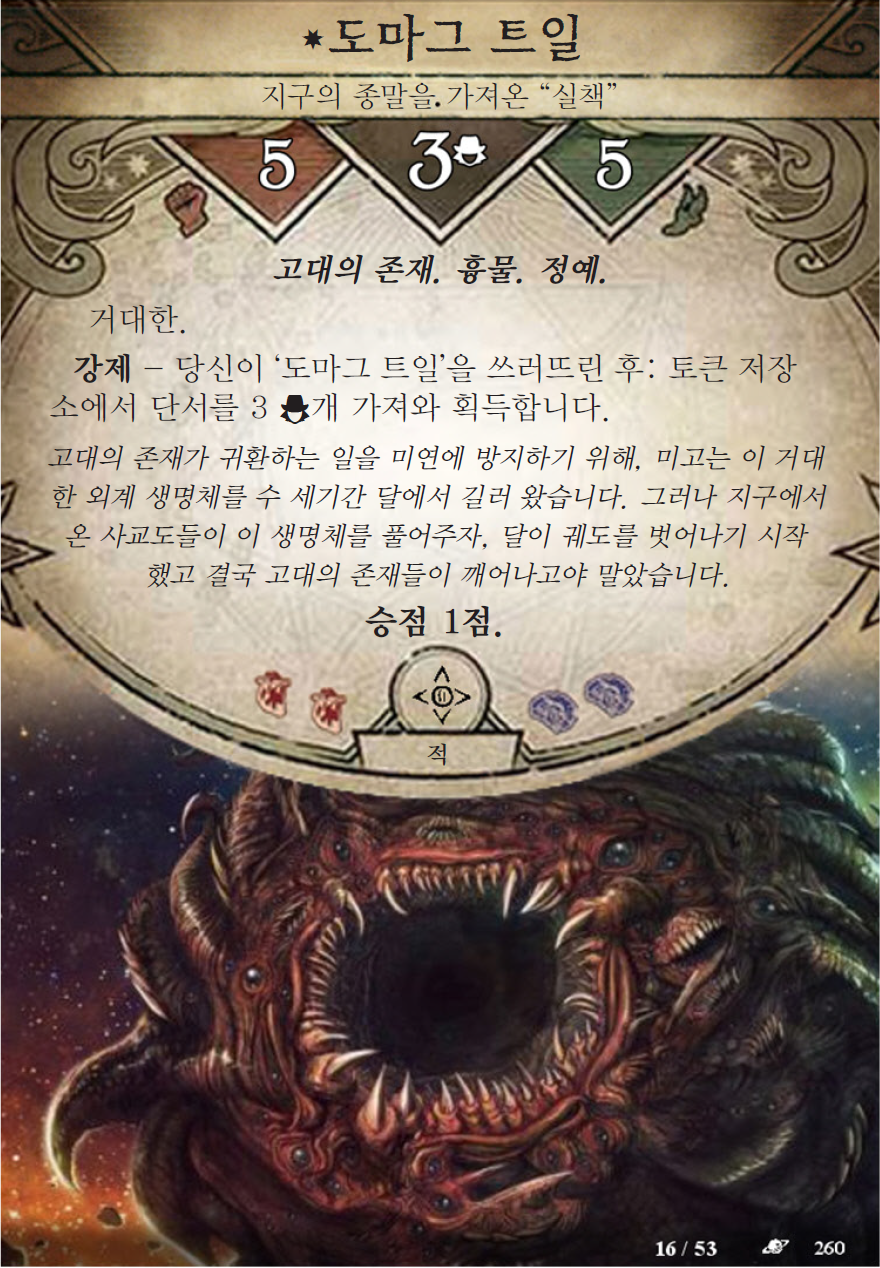 도마그 트일
지구의 종말을 가져온 “실책”
5 3 5
고대의 존재. 흉물. 정예.
거대한.
강제 – 당신이 ‘도마그 트일’을 쓰러뜨린 후: 토큰 저장
소에서 단서를 3 개 가져와 획득합니다.
고대의 존재가 귀환하는 일을 미연에 방지하기 위해, 미고는 이 거대
한 외계 생명체를 수 세기간 달에서 길러 왔습니다. 그러나 지구에서
온 사교도들이 이 생명체를 풀어주자, 달이 궤도를 벗어나기 시작
했고 결국 고대의 존재들이 깨어나고야 말았습니다.
승점 1점.
적
16 / 53 260